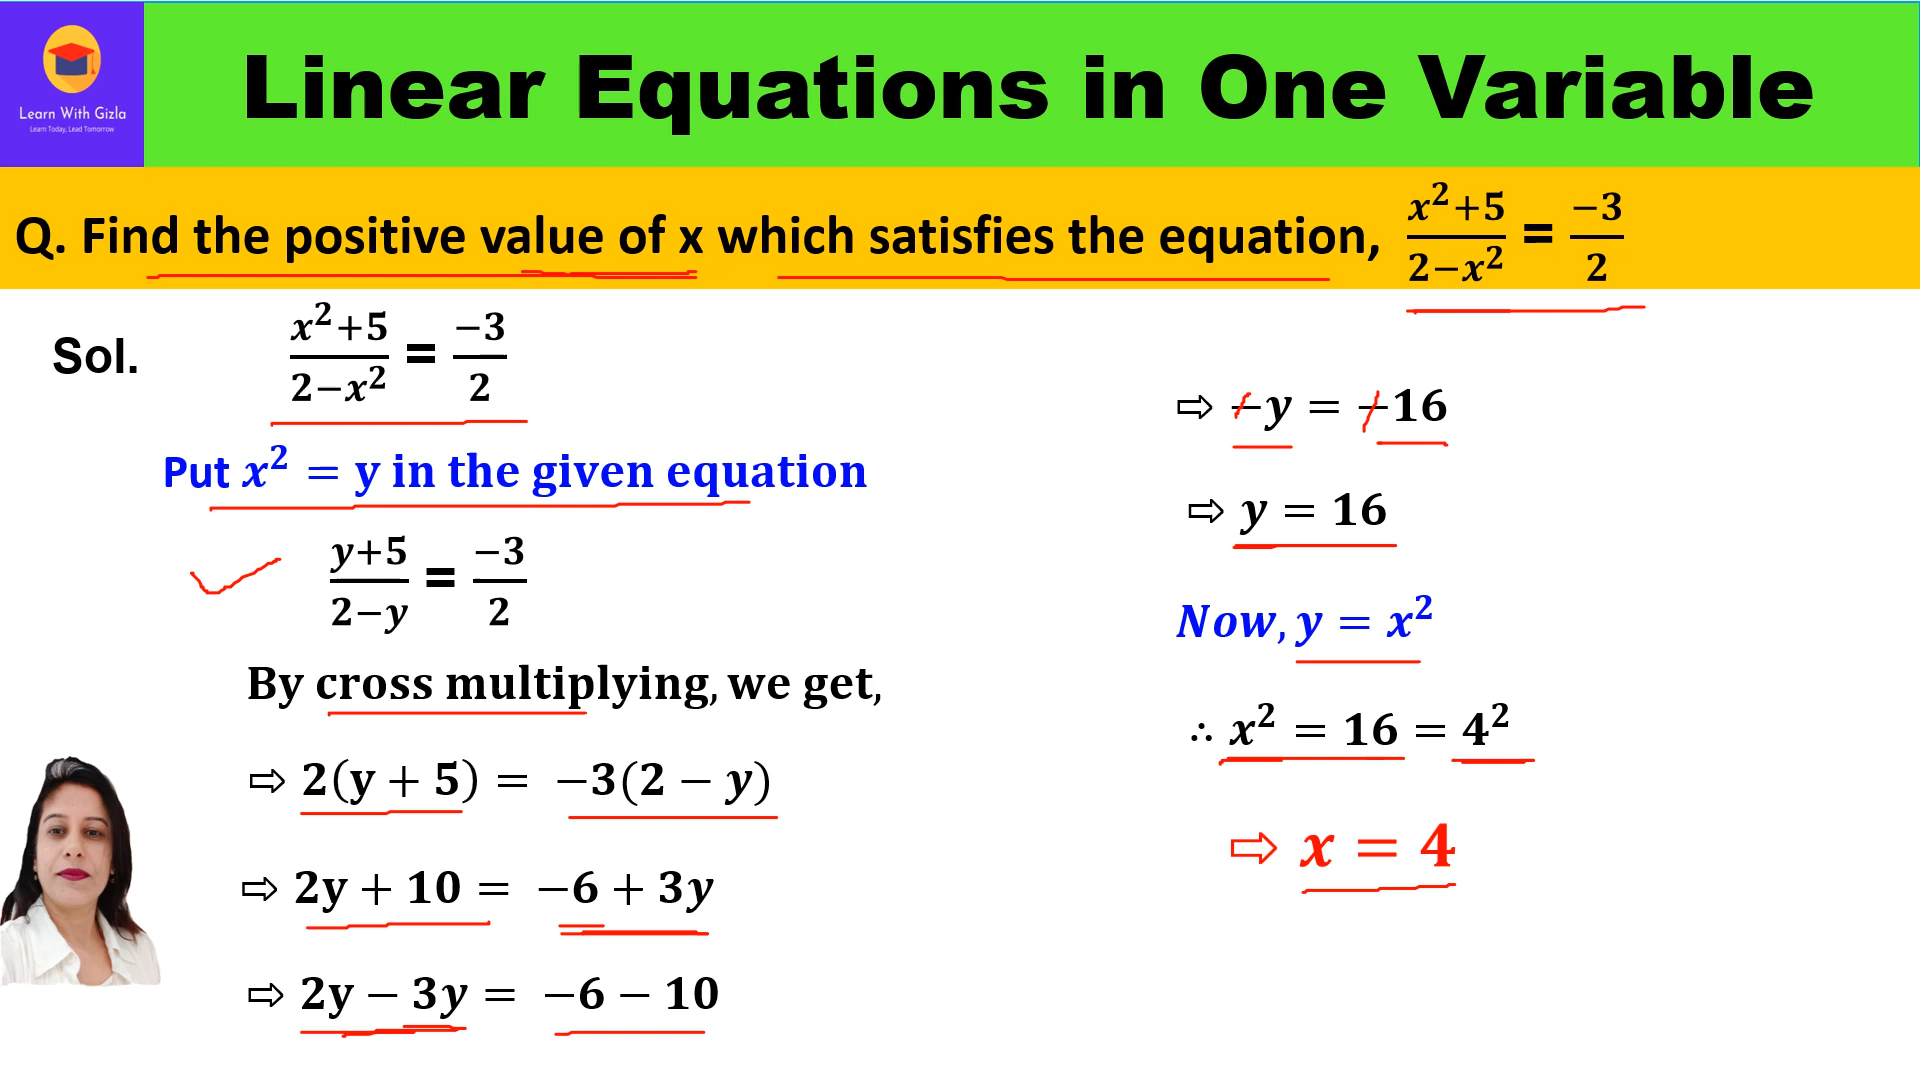 Learn With Gizla
Learn Today, Lead Tomorrow
Linear Equations in One Variable
Q. Find the positive value of x which satisfies the equation, (x²+5)/(2−x²) = −3/2
Sol. (x²+5)/(2−x²) = −3/2
Put x² = y in the given equation
(y+5)/(2−y) = −3/2
By cross multiplying, we get,
⇨ 2(y + 5) = −3(2 − y)
⇨ 2y + 10 = −6 + 3y
⇨ 2y − 3y = −6 − 10
⇨ −y = −16
⇨ y = 16
Now, y = x²
∴ x² = 16 = 4²
⇨ x = 4